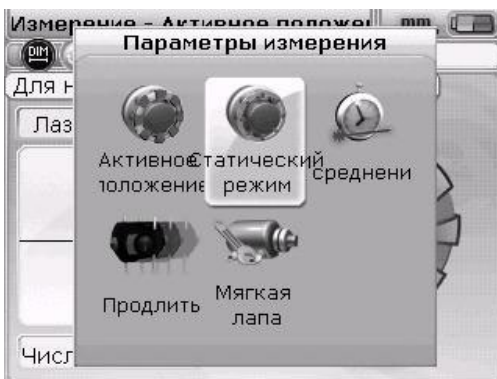 Измерение - Активное положе
mm
Параметры измерения
DIM
Для н
Лаз
Активное
положение
Статический
режим
среднени
Продлить
Мягкая
лапа
Числ